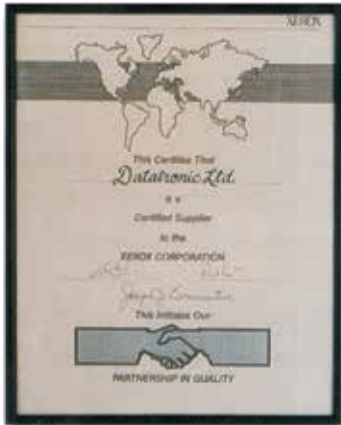 XEROX
This Certifies That
Datatronic Ltd.
is a
Certified Supplier
to the
XEROX CORPORATION
This Initiates Our
PARTNERSHIP IN QUALITY